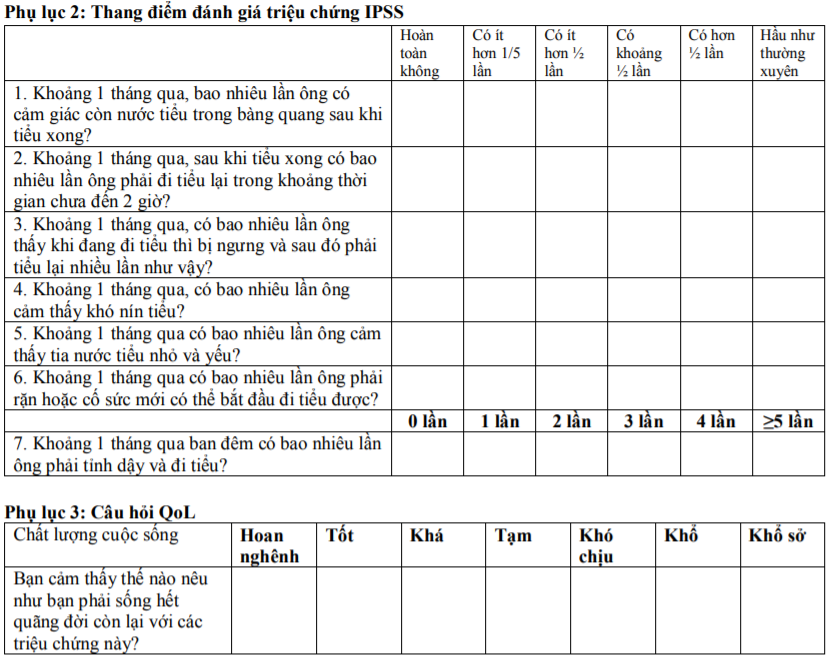 Phụ lục 2: Thang điểm đánh giá triệu chứng IPSS
Hoàn toàn không
Có ít hơn 1/5 lần
Có ít hơn ½ lần
Có khoảng ½ lần
Có hơn ½ lần
Hầu như thường xuyên
1. Khoảng 1 tháng qua, bao nhiêu lần ông có
cảm giác còn nước tiểu trong bàng quang sau khi
tiểu xong?
2. Khoảng 1 tháng qua, sau khi tiểu xong có bao
nhiêu lần ông phải đi tiểu lại trong khoảng thời
gian chưa đến 2 giờ?
3. Khoảng 1 tháng qua, có bao nhiêu lần ông
thấy khi đang đi tiểu thì bị ngưng và sau đó phải
tiểu lại nhiều lần như vậy?
4. Khoảng 1 tháng qua, có bao nhiêu lần ông
cảm thấy khó nín tiểu?
5. Khoảng 1 tháng qua có bao nhiêu lần ông cảm
thấy tia nước tiểu nhỏ và yếu?
6. Khoảng 1 tháng qua có bao nhiêu lần ông phải
rặn hoặc cố sức mới có thể bắt đầu đi tiểu được?
0 lần 1 lần 2 lần 3 lần 4 lần ≥5 lần
7. Khoảng 1 tháng qua ban đêm có bao nhiêu lần
ông phải tỉnh dậy và đi tiểu?
Phụ lục 3: Câu hỏi QoL
Chất lượng cuộc sống
Hoan nghênh
Tốt
Khá
Tạm
Khó chịu
Khổ
Khổ sở
Bạn cảm thấy thế nào nêu
như bạn phải sống hết
quãng đời còn lại với các
triệu chứng này?